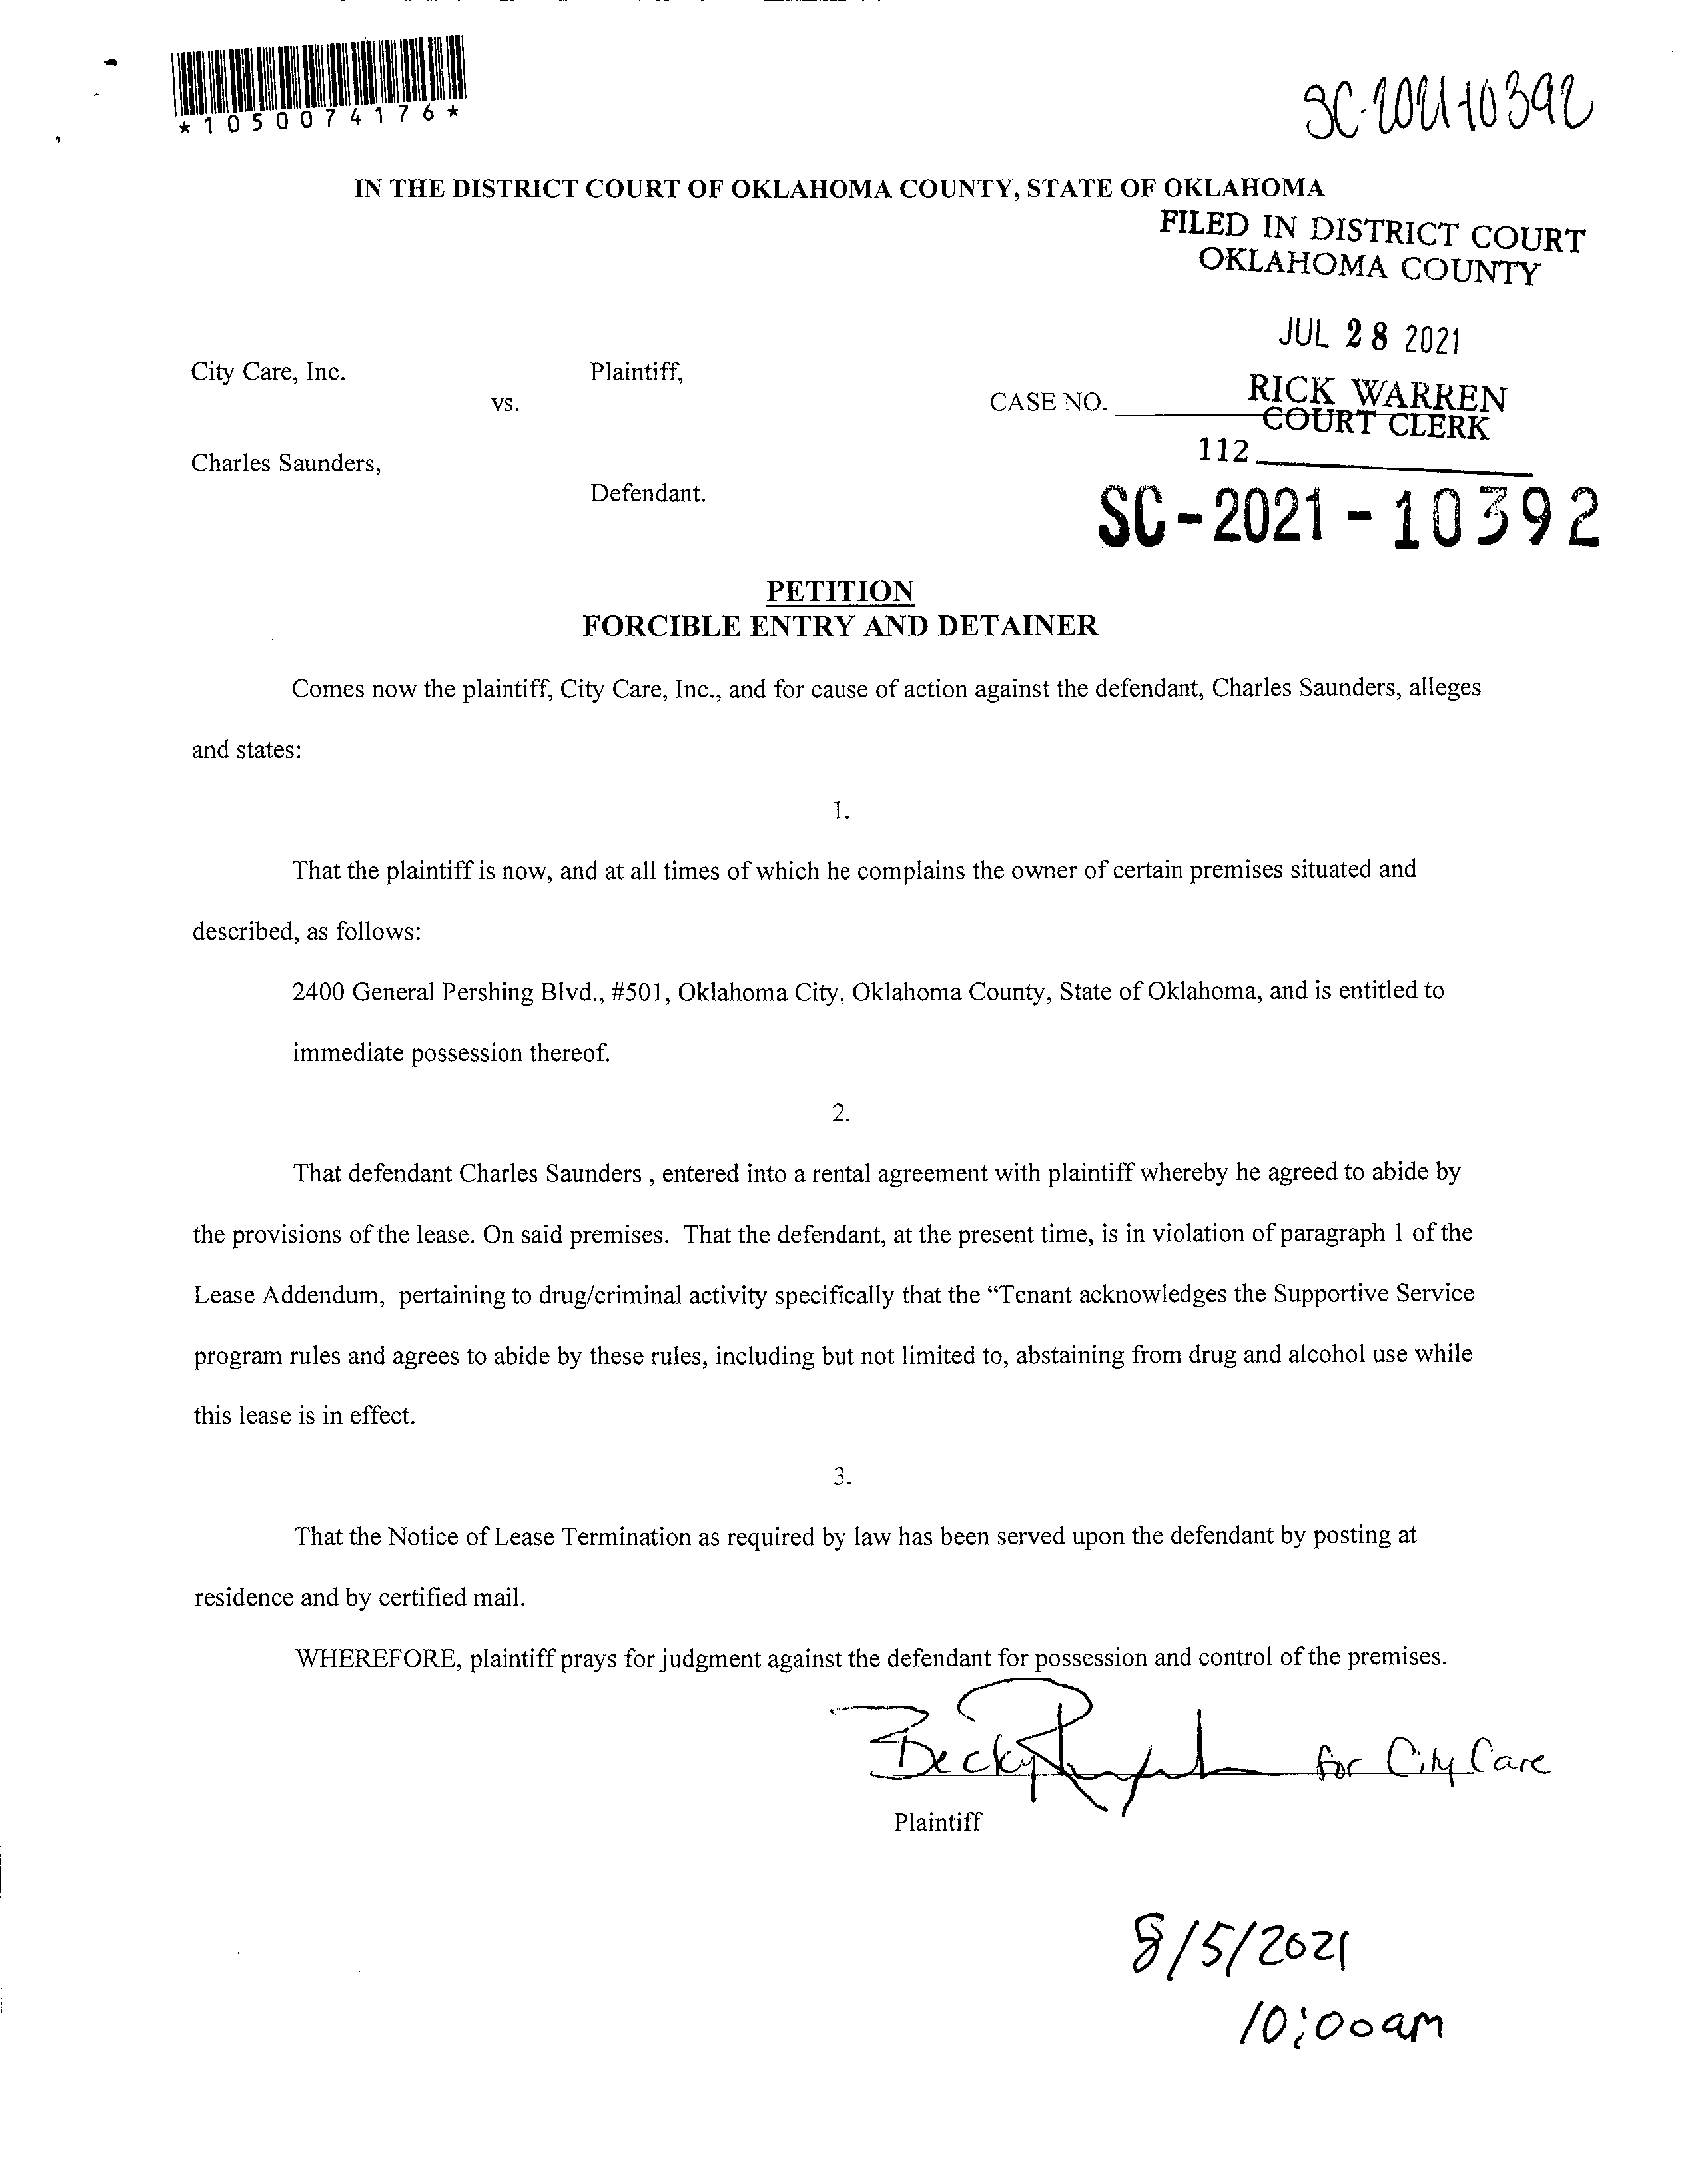 *1050074176*
SC-2021-10392
IN THE DISTRICT COURT OF OKLAHOMA COUNTY, STATE OF OKLAHOMA
FILED IN DISTRICT COURT
OKLAHOMA COUNTY
JUL 28 2021
City Care, Inc. Plaintiff,
vs. CASE NO. RICK WARREN
COURT CLERK
112
Charles Saunders,
Defendant.
SC-2021-10392
PETITION
FORCIBLE ENTRY AND DETAINER
Comes now the plaintiff, City Care, Inc., and for cause of action against the defendant, Charles Saunders, alleges
and states:
1.
That the plaintiff is now, and at all times of which he complains the owner of certain premises situated and
described, as follows:
2400 General Pershing Blvd., #501, Oklahoma City, Oklahoma County, State of Oklahoma, and is entitled to
immediate possession thereof.
2.
That defendant Charles Saunders , entered into a rental agreement with plaintiff whereby he agreed to abide by
the provisions of the lease. On said premises. That the defendant, at the present time, is in violation of paragraph 1 of the
Lease Addendum, pertaining to drug/criminal activity specifically that the “Tenant acknowledges the Supportive Service
program rules and agrees to abide by these rules, including but not limited to, abstaining from drug and alcohol use while
this lease is in effect.
3.
That the Notice of Lease Termination as required by law has been served upon the defendant by posting at
residence and by certified mail.
WHEREFORE, plaintiff prays for judgment against the defendant for possession and control of the premises.
Becky for City Care
Plaintiff
8/5/2021
10:00am